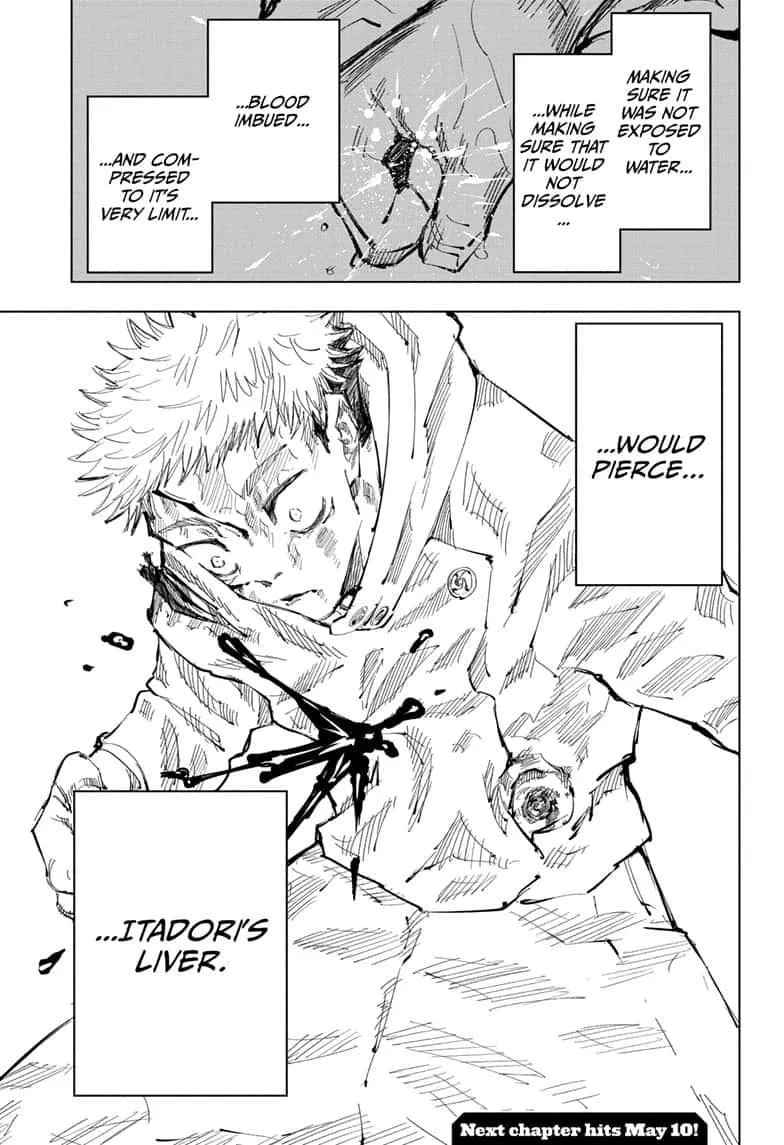 MAKING
SURE IT
WAS NOT
EXPOSED
TO
WATER...
...WHILE
MAKING
SURE THAT
IT WOULD
NOT
DISSOLVE
...
...BLOOD
IMBUED...
...AND COM-
PRESSED
TO IT'S
VERY LIMIT...
...WOULD
PIERCE...
...ITADORI'S
LIVER.
Next chapter hits May 10!